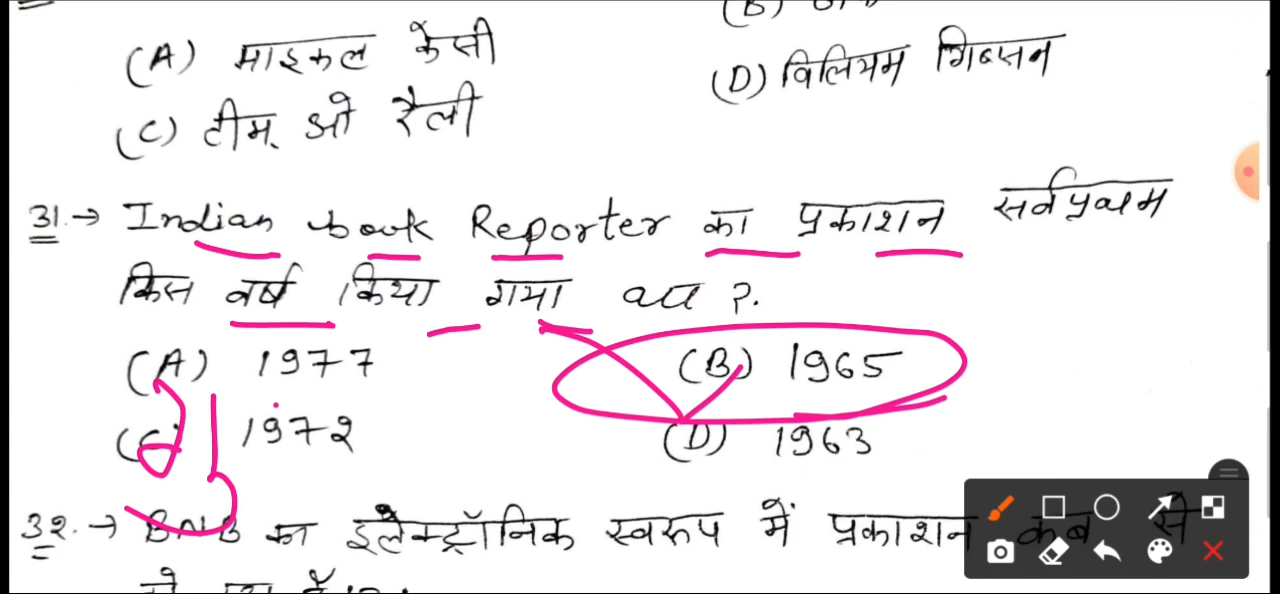 (B)
(A) माइकल केसी
(D) विलियम गिब्सन
(C) टीम. ओ रैली
31.→ Indian book Reporter का प्रकाशन सर्वप्रथम
किस वर्ष किया गया था ?.
(A) 1977
(B) 1965
(C) 1972
(D) 1963
32.→ BNB का इलैक्ट्रॉनिक स्वरूप में प्रकाशन कब से